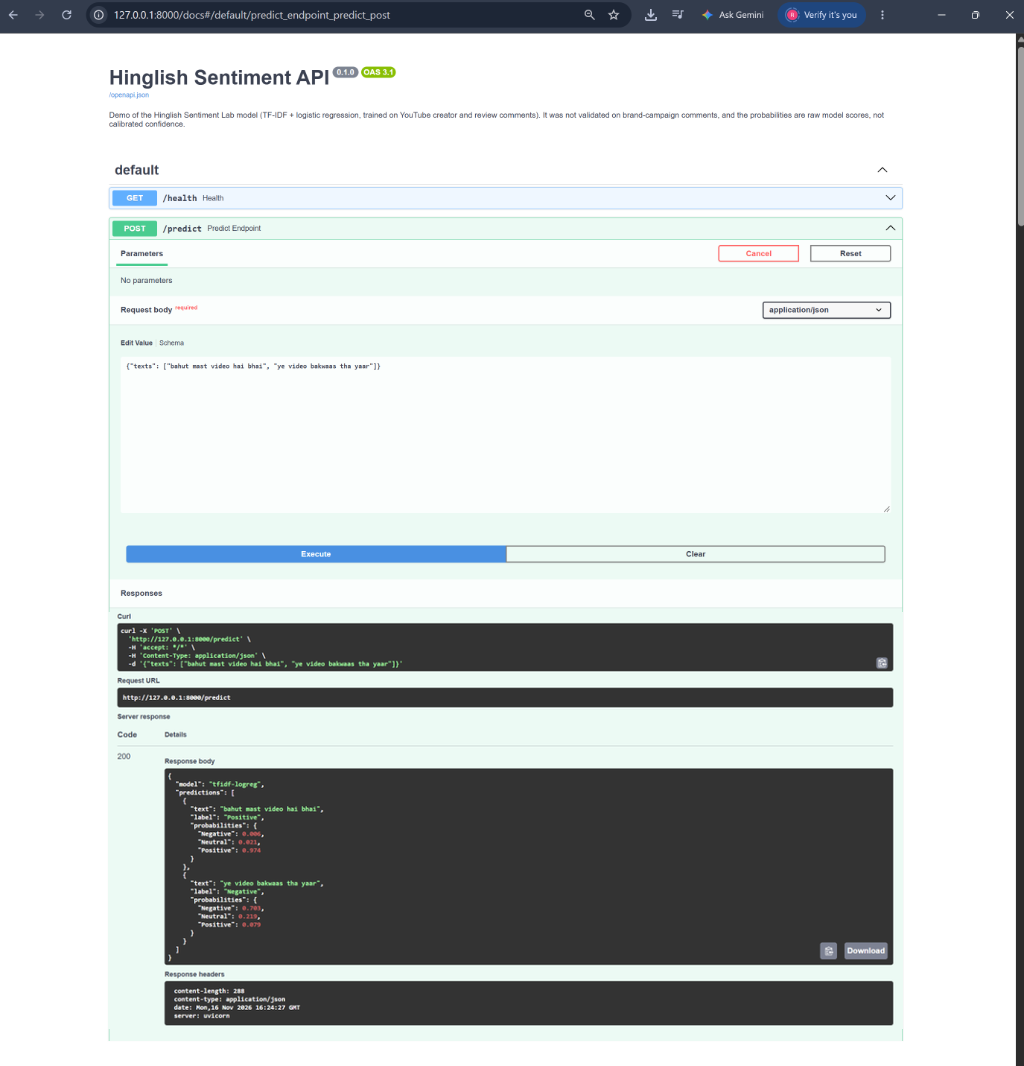 127.0.0.1:8000/docs#/default/predict_endpoint_predict_post
Ask Gemini
R
Verify it's you
Hinglish Sentiment API 0.1.0 OAS 3.1
/openapi.json
Demo of the Hinglish Sentiment Lab model (TF-IDF + logistic regression, trained on YouTube creator and review comments). It was not validated on brand-campaign comments, and the probabilities are raw model scores, not
calibrated confidence.
default
GET /health Health
POST /predict Predict Endpoint
Parameters
Cancel
Reset
No parameters
Request body required
application/json
Edit Value Schema
{"texts": ["bahut mast video hai bhai", "ye video bakwaas tha yaar"]}
Execute
Clear
Responses
Curl
curl -X 'POST' \
'http://127.0.0.1:8000/predict' \
-H 'accept: */*' \
-H 'Content-Type: application/json' \
-d '{"texts": ["bahut mast video hai bhai", "ye video bakwaas tha yaar"]}'
Request URL
http://127.0.0.1:8000/predict
Server response
Code Details
200
Response body
{
"model": "tfidf-logreg",
"predictions": [
{
"text": "bahut mast video hai bhai",
"label": "Positive",
"probabilities": {
"Negative": 0.006,
"Neutral": 0.021,
"Positive": 0.974
}
},
{
"text": "ye video bakwaas tha yaar",
"label": "Negative",
"probabilities": {
"Negative": 0.703,
"Neutral": 0.219,
"Positive": 0.079
}
}
]
}
Download
Response headers
content-length: 288
content-type: application/json
date: Mon,16 Nov 2026 16:24:27 GMT
server: uvicorn